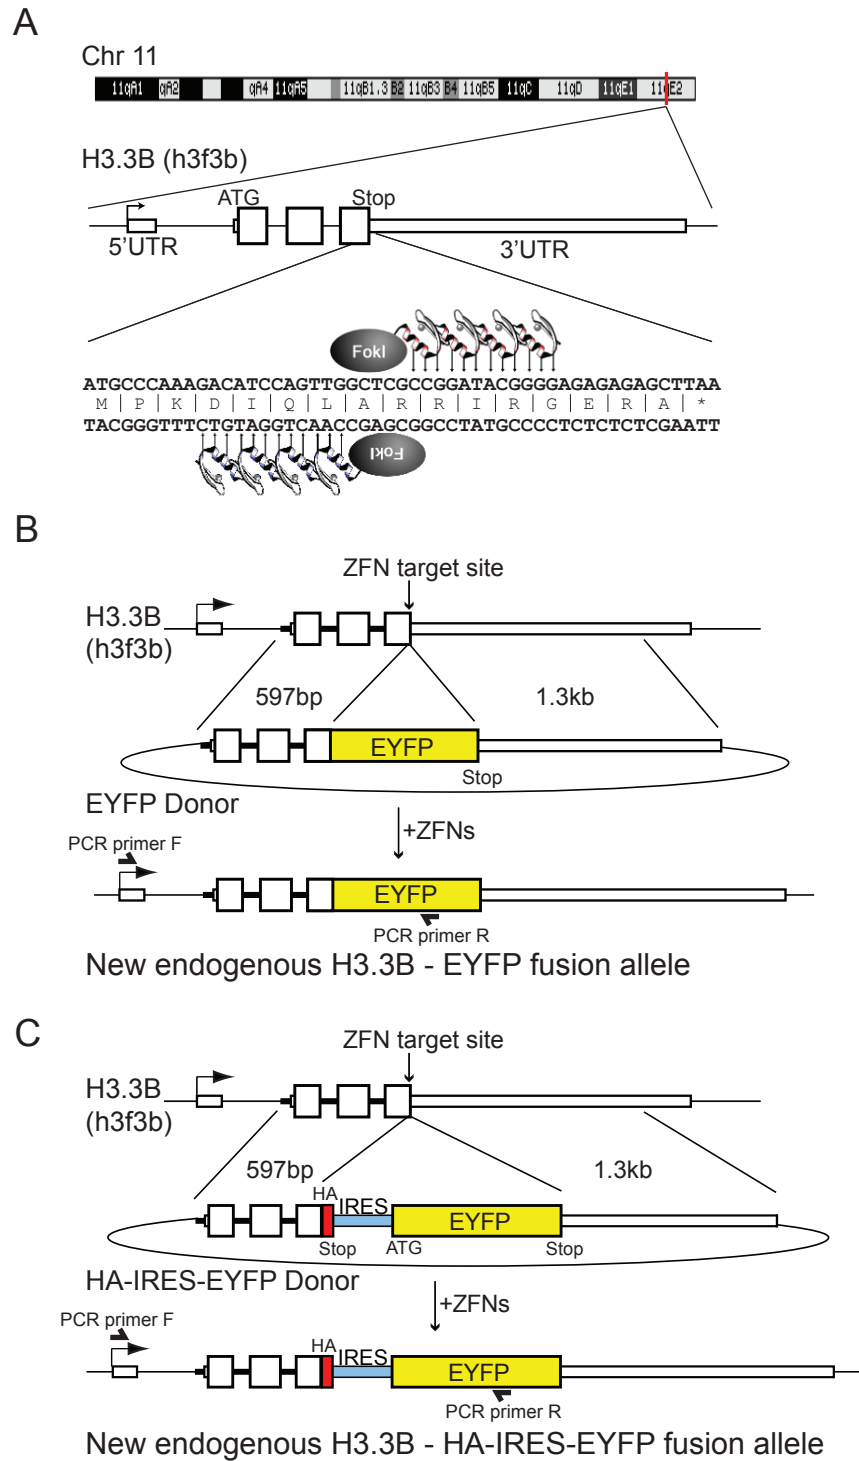 A
Chr 11
11qA1 qA2 qA4 11qA5 11qB1.3 B2 11qB3 B4 11qB5 11qC 11qD 11qE1 11qE2
H3.3B (h3f3b)
ATG Stop
5'UTR 3'UTR
FokI
ATGCCCAAAGACATCCAGTTGGCTCGCCGGATACGGGGAGAGAGAGCTTAA
M | P | K | D | I | Q | L | A | R | R | I | R | G | E | R | A | *
TACGGGTTTCTGTAGGTCAACCGAGCGGCCTATGCCCCTCTCTCTCGAATT
FokI
B
ZFN target site
H3.3B
(h3f3b)
597bp 1.3kb
EYFP
Stop
EYFP Donor
+ZFNs
PCR primer F
EYFP
PCR primer R
New endogenous H3.3B - EYFP fusion allele
C
ZFN target site
H3.3B
(h3f3b)
597bp 1.3kb
HA IRES
EYFP
Stop ATG Stop
HA-IRES-EYFP Donor
+ZFNs
PCR primer F
HA IRES
EYFP
PCR primer R
New endogenous H3.3B - HA-IRES-EYFP fusion allele